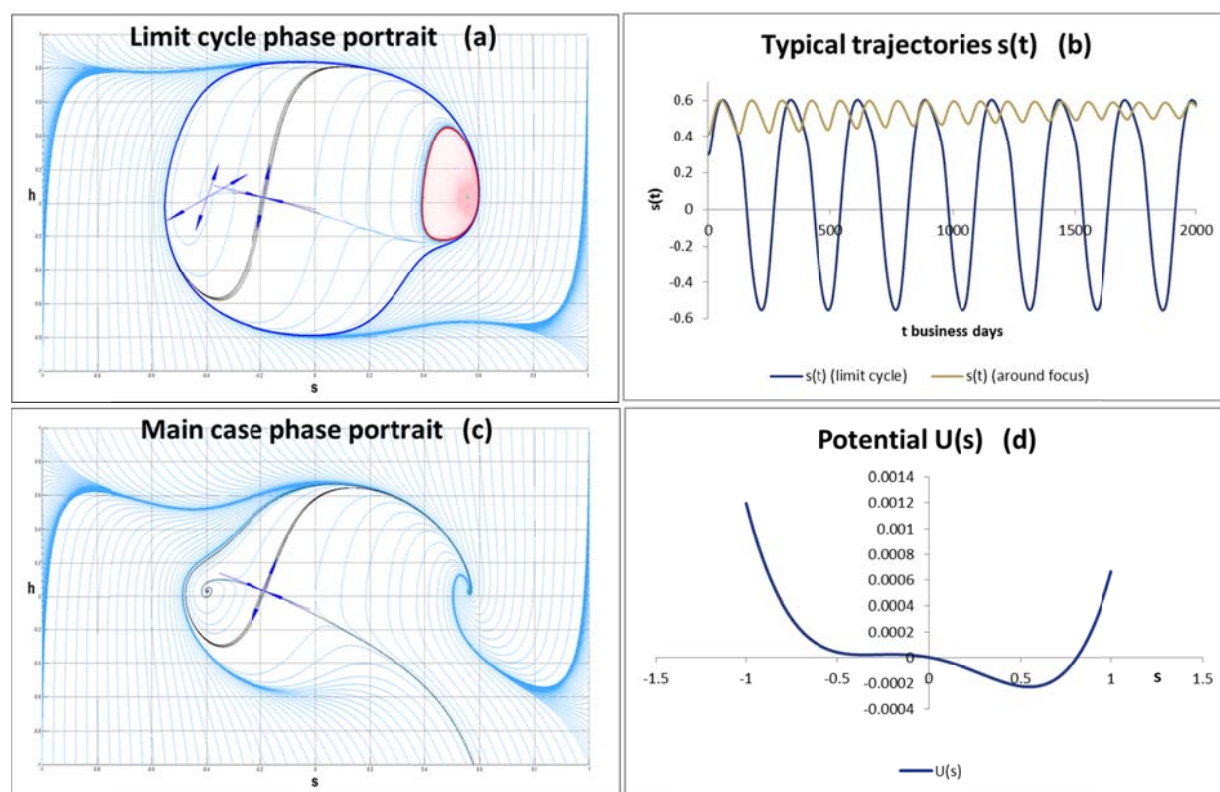 Limit cycle phase portrait (a)
h
s
Typical trajectories s(t) (b)
0.6
0.4
0.2
0
-0.2
-0.4
-0.6
s(t)
0 500 1000 1500 2000
t business days
s(t) (limit cycle) s(t) (around focus)
Main case phase portrait (c)
h
s
Potential U(s) (d)
0.0014
0.0012
0.001
0.0008
0.0006
0.0004
0.0002
0
-0.0002
-0.0004
-1.5 -1 -0.5 0 0.5 1 1.5
s
U(s)